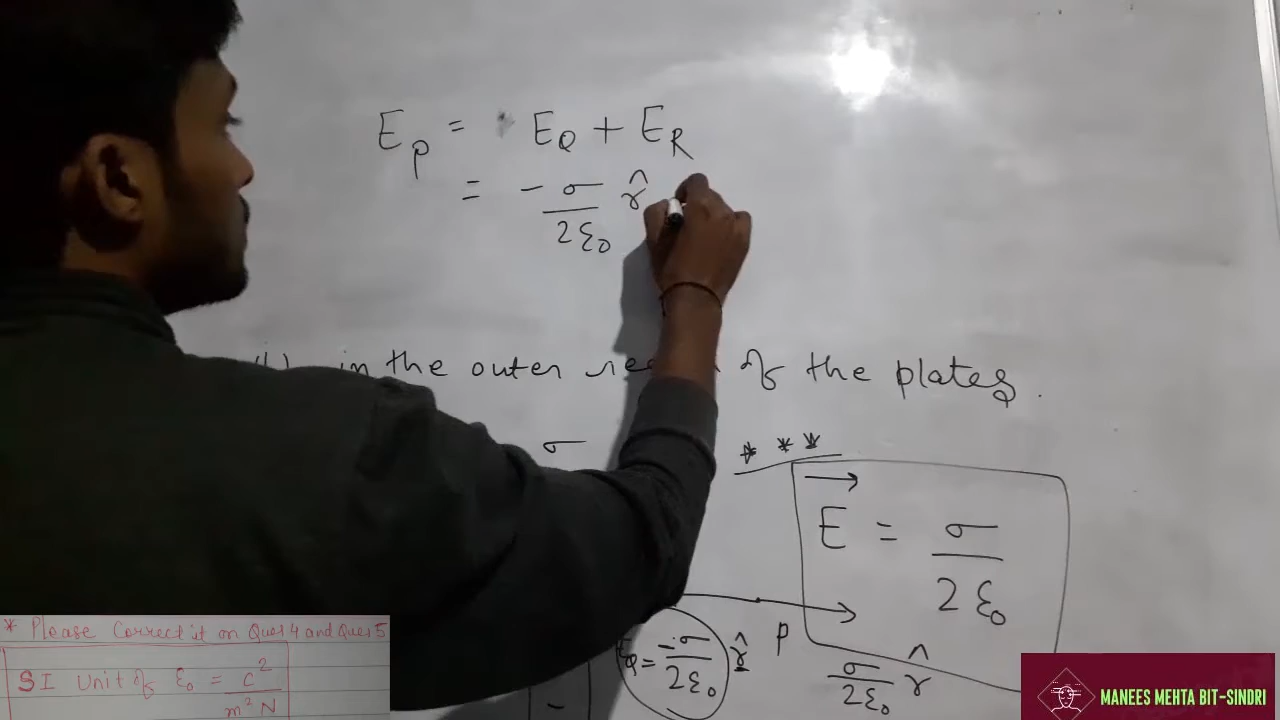 E_p = E_Q + E_R
= - σ/2ε₀ r̂
in the outer of the plates.
σ
* * *
E⃗ = σ/2ε₀
P
= -σ/2ε₀ r̂
σ/2ε₀ r̂
-
* Please Correct it on Ques 4 and Ques 5
SI Unit of ε₀ = C²/m²N
MANEES MEHTA BIT-SINDRI